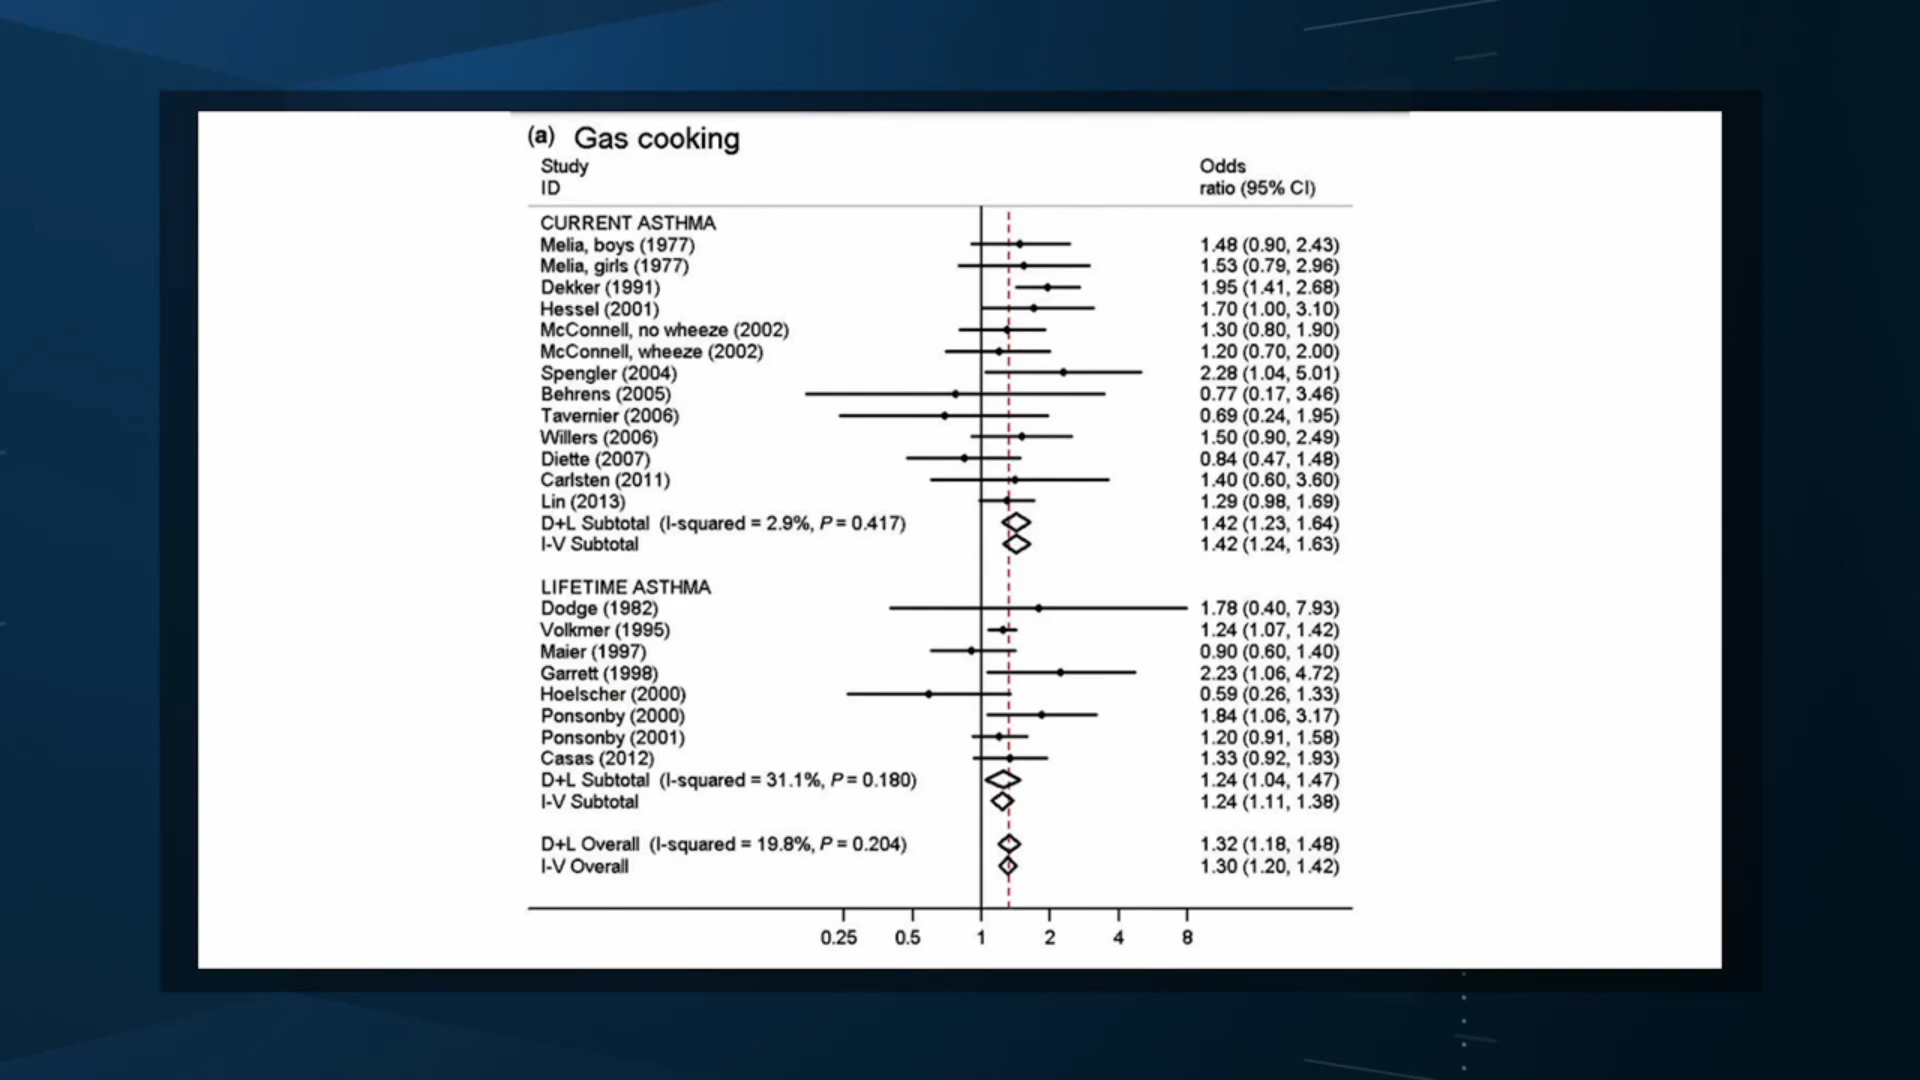 (a) Gas cooking
Study Odds
ID ratio (95% CI)
CURRENT ASTHMA
Melia, boys (1977) 1.48 (0.90, 2.43)
Melia, girls (1977) 1.53 (0.79, 2.96)
Dekker (1991) 1.95 (1.41, 2.68)
Hessel (2001) 1.70 (1.00, 3.10)
McConnell, no wheeze (2002) 1.30 (0.80, 1.90)
McConnell, wheeze (2002) 1.20 (0.70, 2.00)
Spengler (2004) 2.28 (1.04, 5.01)
Behrens (2005) 0.77 (0.17, 3.46)
Tavernier (2006) 0.69 (0.24, 1.95)
Willers (2006) 1.50 (0.90, 2.49)
Diette (2007) 0.84 (0.47, 1.48)
Carlsten (2011) 1.40 (0.60, 3.60)
Lin (2013) 1.29 (0.98, 1.69)
D+L Subtotal (I-squared = 2.9%, P = 0.417) 1.42 (1.23, 1.64)
I-V Subtotal 1.42 (1.24, 1.63)
LIFETIME ASTHMA
Dodge (1982) 1.78 (0.40, 7.93)
Volkmer (1995) 1.24 (1.07, 1.42)
Maier (1997) 0.90 (0.60, 1.40)
Garrett (1998) 2.23 (1.06, 4.72)
Hoelscher (2000) 0.59 (0.26, 1.33)
Ponsonby (2000) 1.84 (1.06, 3.17)
Ponsonby (2001) 1.20 (0.91, 1.58)
Casas (2012) 1.33 (0.92, 1.93)
D+L Subtotal (I-squared = 31.1%, P = 0.180) 1.24 (1.04, 1.47)
I-V Subtotal 1.24 (1.11, 1.38)
D+L Overall (I-squared = 19.8%, P = 0.204) 1.32 (1.18, 1.48)
I-V Overall 1.30 (1.20, 1.42)
0.25 0.5 1 2 4 8